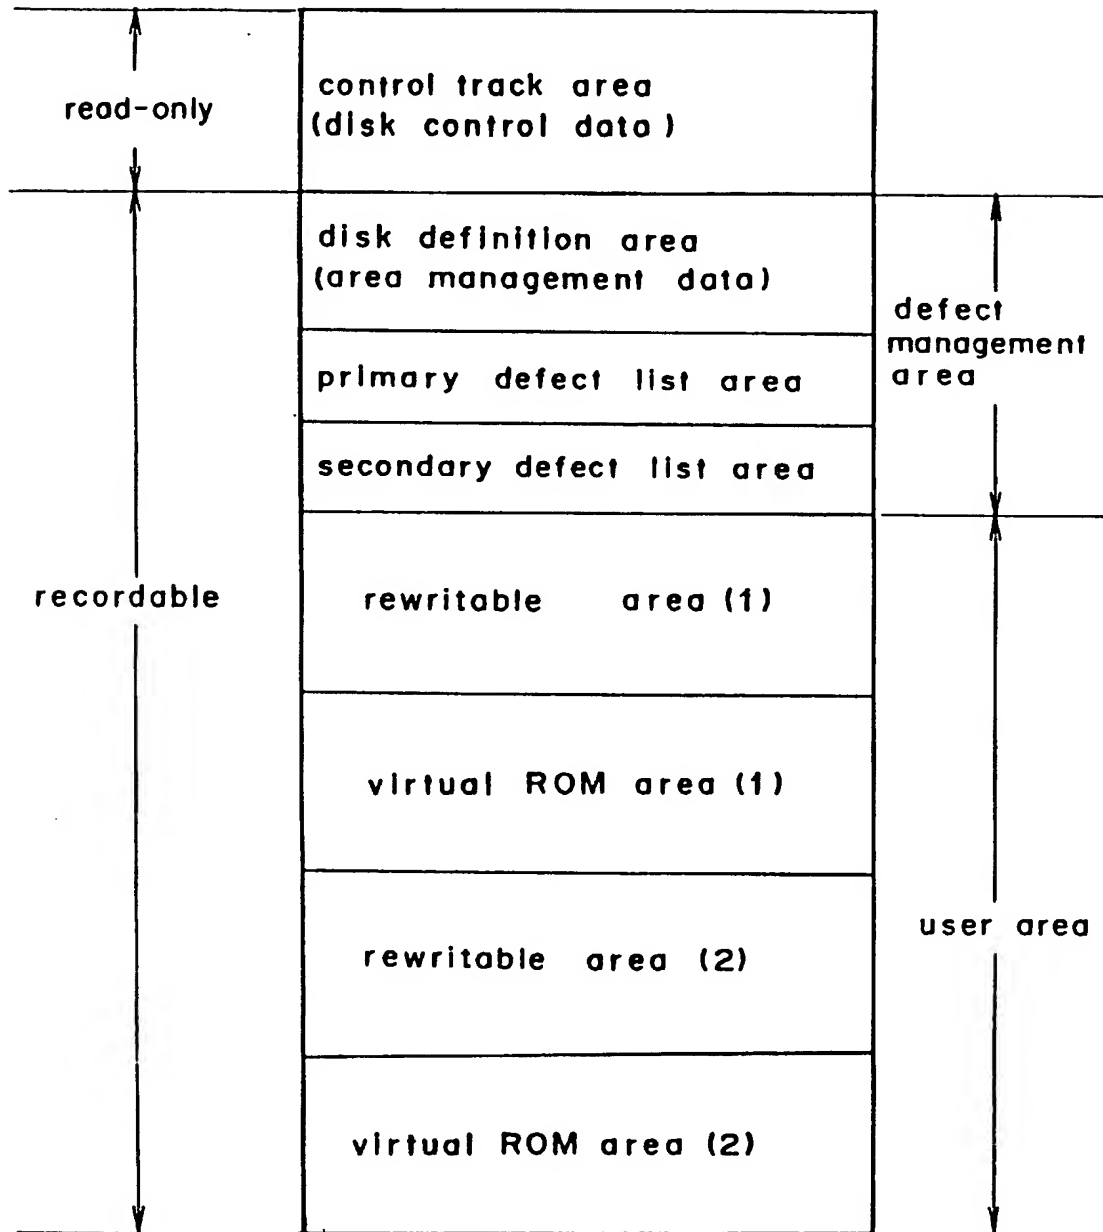 read-only
control track area
(disk control data)
disk definition area
(area management data)
defect
management
area
primary defect list area
secondary defect list area
recordable
rewritable area (1)
virtual ROM area (1)
user area
rewritable area (2)
virtual ROM area (2)